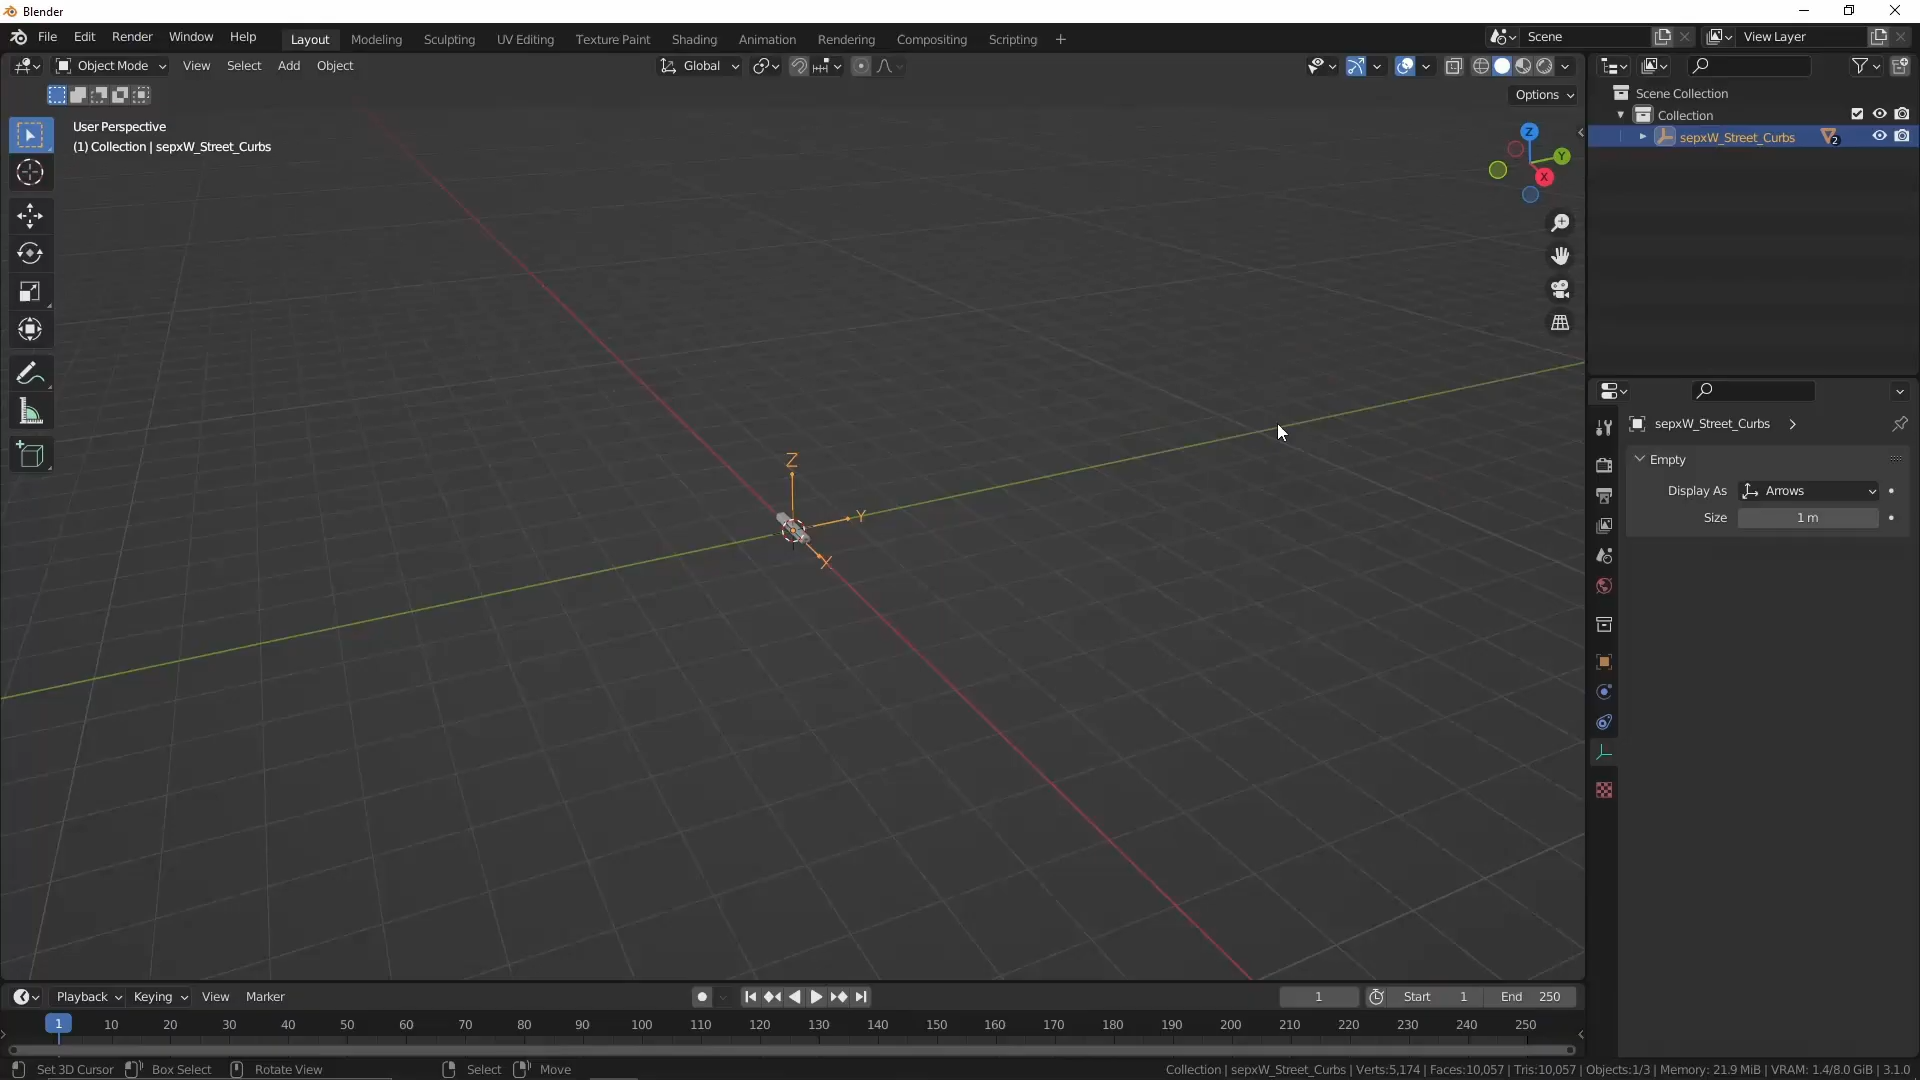 Blender
File Edit Render Window Help Layout Modeling Sculpting UV Editing Texture Paint Shading Animation Rendering Compositing Scripting + Scene View Layer
Object Mode View Select Add Object Global
Options
User Perspective
(1) Collection | sepxW_Street_Curbs
Z
Y
X
Z
Y
X
Scene Collection
Collection
sepxW_Street_Curbs 2
sepxW_Street_Curbs
Empty
Display As Arrows
Size 1 m
Playback Keying View Marker 1 Start 1 End 250
1 10 20 30 40 50 60 70 80 90 100 110 120 130 140 150 160 170 180 190 200 210 220 230 240 250
Set 3D Cursor Box Select Rotate View Select Move Collection | sepxW_Street_Curbs | Verts:5,174 | Faces:10,057 | Tris:10,057 | Objects:1/3 | Memory: 21.9 MiB | VRAM: 1.4/8.0 GiB | 3.1.0